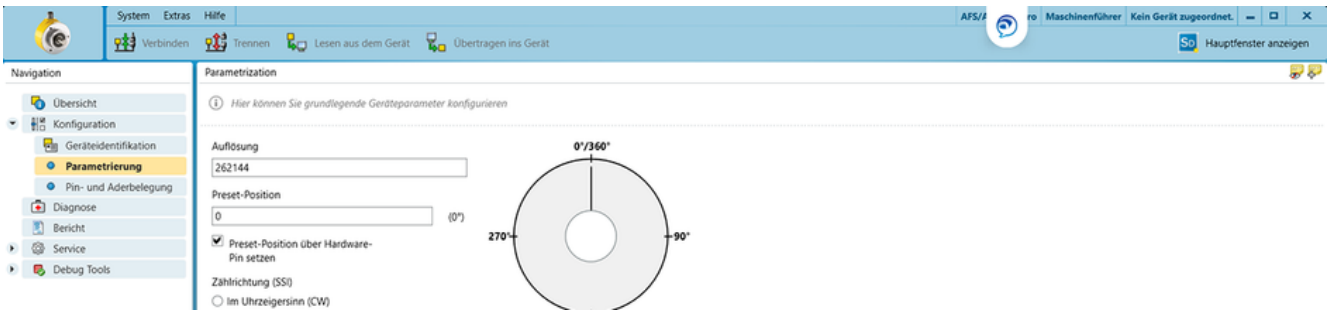 System Extras Hilfe
AFS/A ro Maschinenführer Kein Gerät zugeordnet.
Verbinden Trennen Lesen aus dem Gerät Übertragen ins Gerät
SD Hauptfenster anzeigen
Navigation
Übersicht
Konfiguration
Geräteidentifikation
Parametrierung
Pin- und Aderbelegung
Diagnose
Bericht
Service
Debug Tools
Parametrization
Hier können Sie grundlegende Geräteparameter konfigurieren
Auflösung
262144
Preset-Position
0 (0°)
Preset-Position über Hardware-
Pin setzen
Zählrichtung (SSI)
Im Uhrzeigersinn (CW)
0°/360°
270°
90°